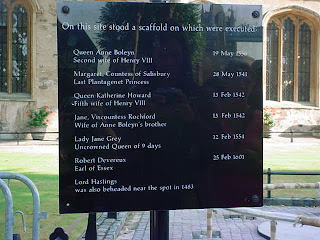 On this site stood a scaffold on which were executed:
Queen Anne Boleyn 19 May 1536
Second wife of Henry VIII
Margaret, Countess of Salisbury 28 May 1541
Last Plantagenet Princess
Queen Katherine Howard 13 Feb 1542
Fifth wife of Henry VIII
Jane, Viscountess Rochford 13 Feb 1542
Wife of Anne Boleyn's brother
Lady Jane Grey 12 Feb 1554
Uncrowned Queen of 9 days
Robert Devereux 25 Feb 1601
Earl of Essex
Lord Hastings
was also beheaded near the spot in 1483